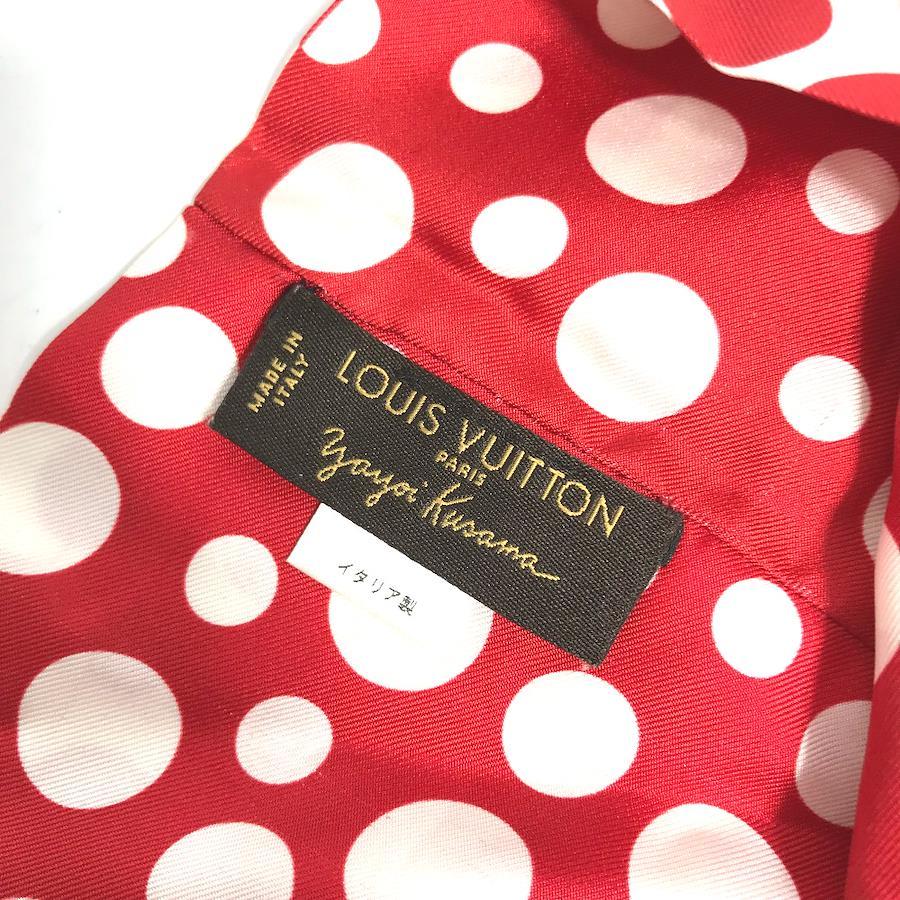 MADE IN
ITALY
LOUIS VUITTON
PARIS
Yayoi Kusama
イタリア製